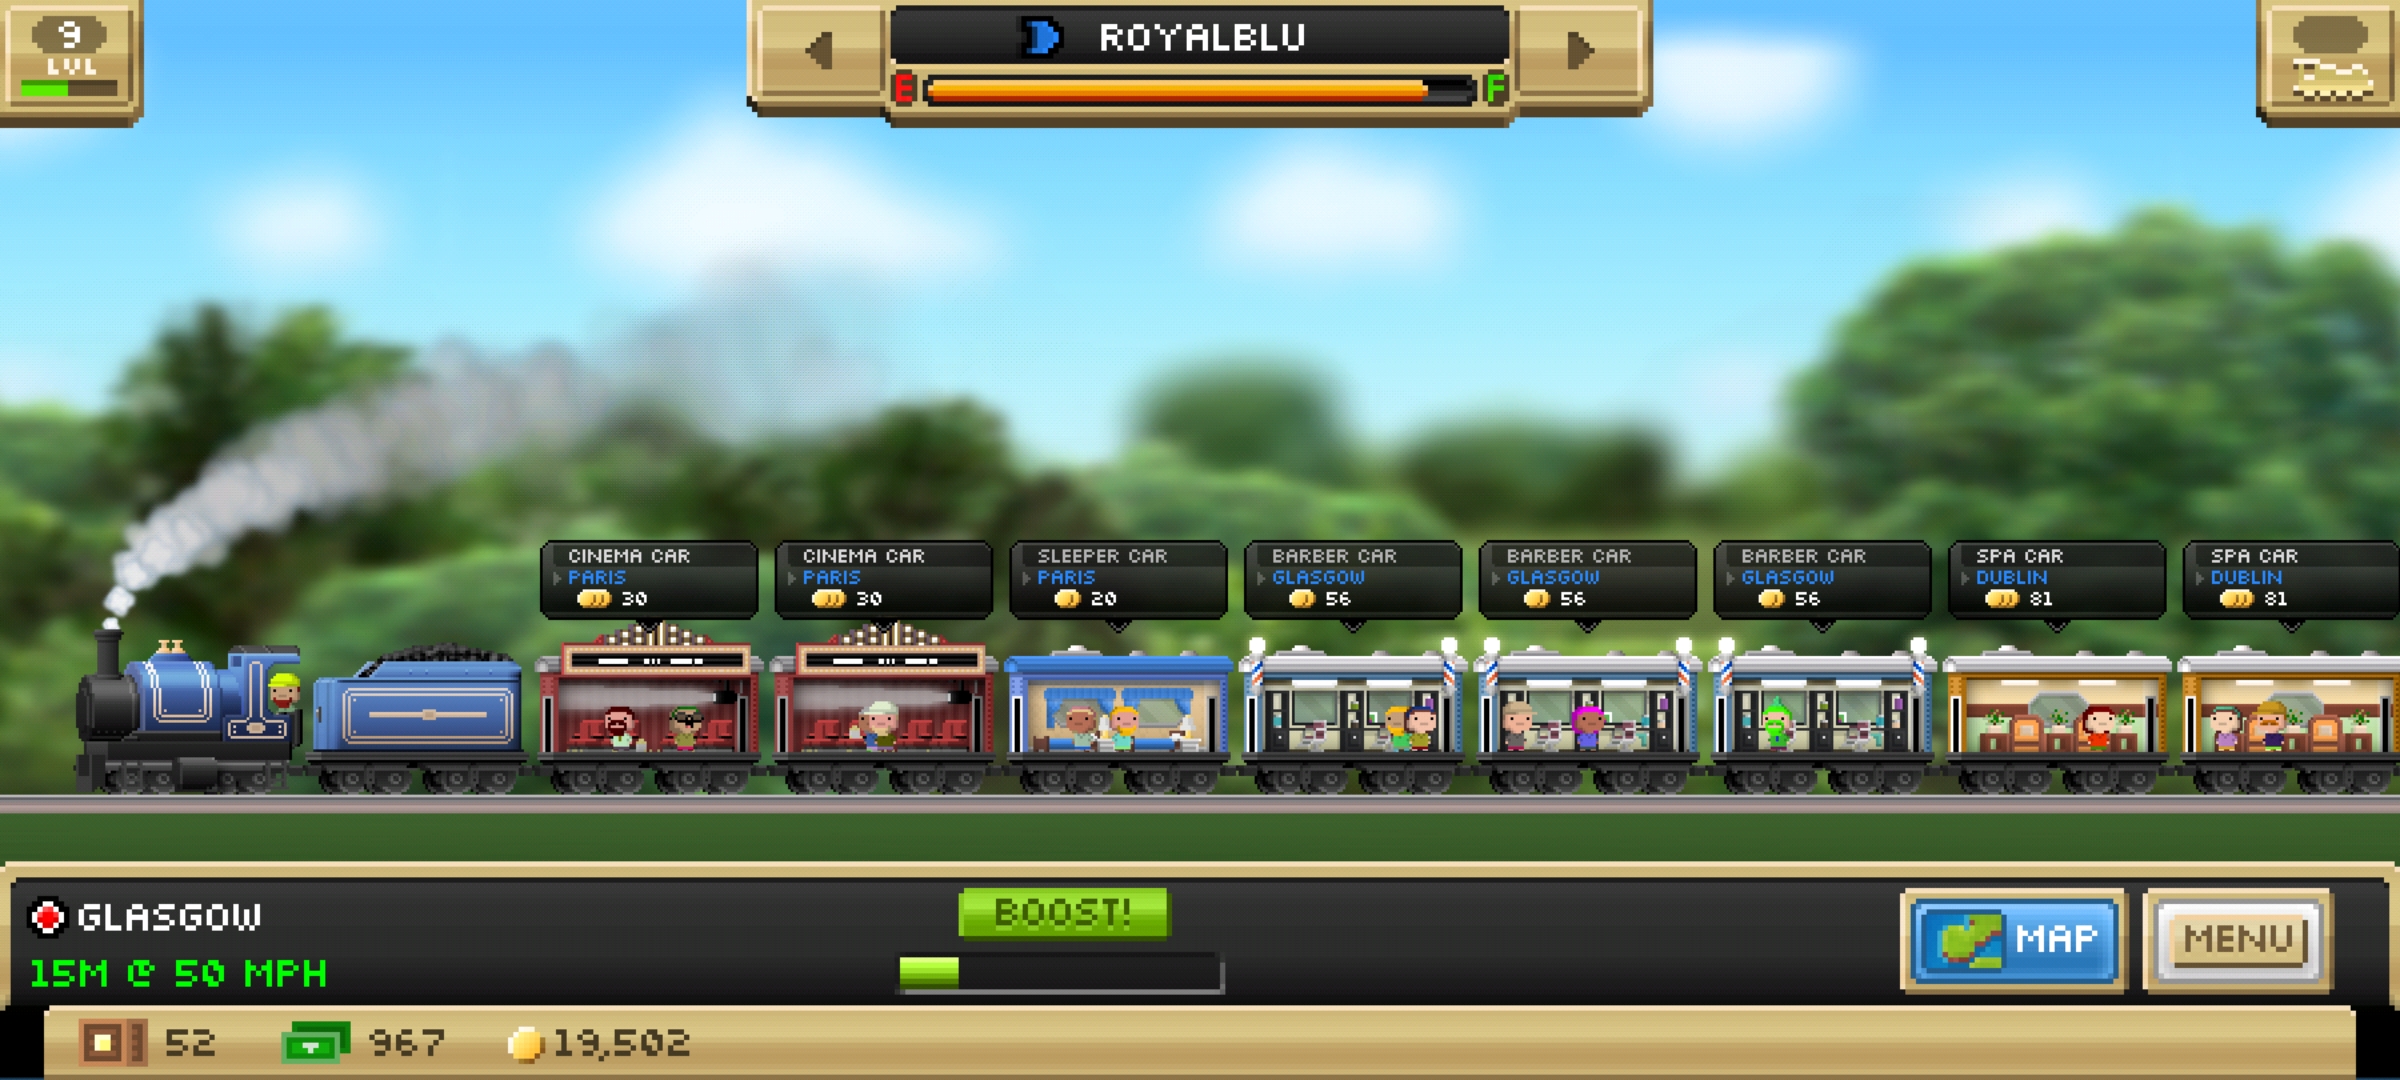 9
LVL
ROYALBLU
E
F
CINEMA CAR
PARIS
30
CINEMA CAR
PARIS
30
SLEEPER CAR
PARIS
20
BARBER CAR
GLASGOW
56
BARBER CAR
GLASGOW
56
BARBER CAR
GLASGOW
56
SPA CAR
DUBLIN
81
SPA CAR
DUBLIN
81
GLASGOW
15M @ 50 MPH
BOOST!
MAP
MENU
52
967
19,502